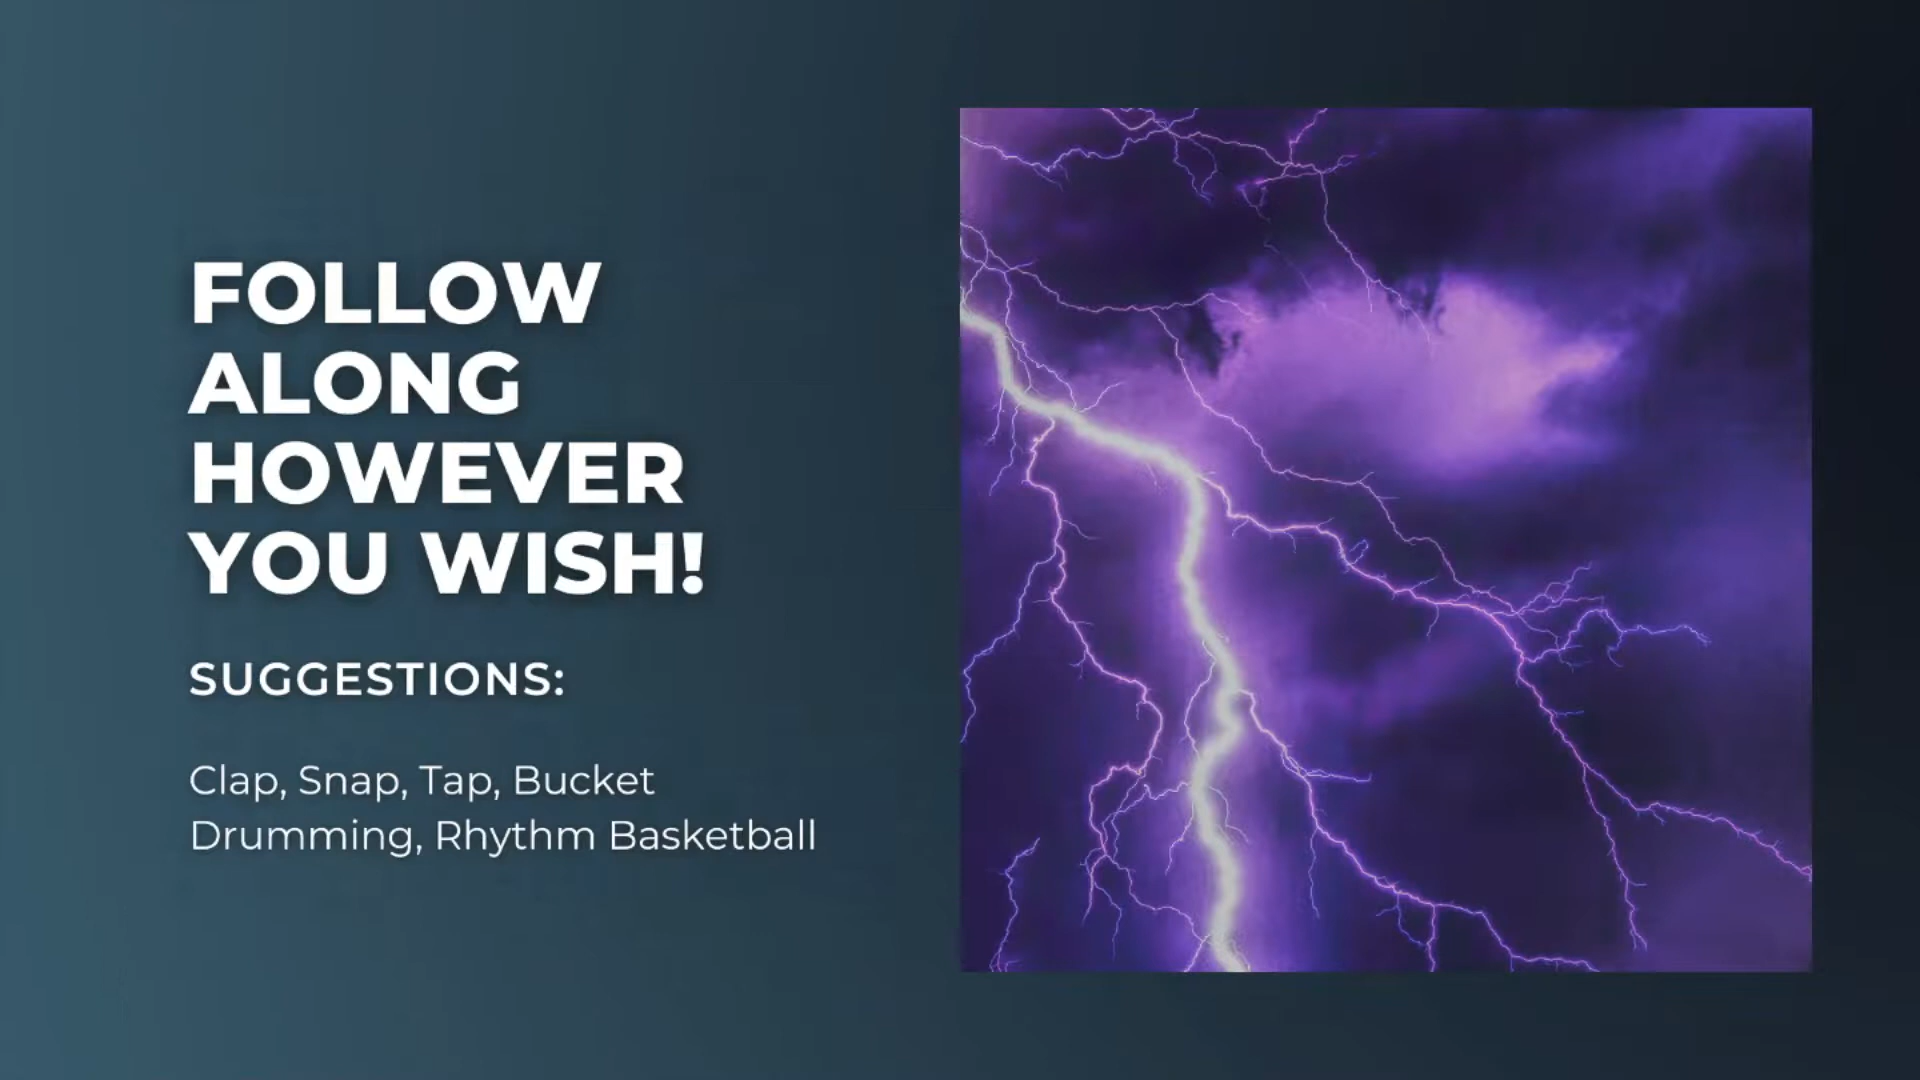 FOLLOW
ALONG
HOWEVER
YOU WISH!
SUGGESTIONS:
Clap, Snap, Tap, Bucket
Drumming, Rhythm Basketball